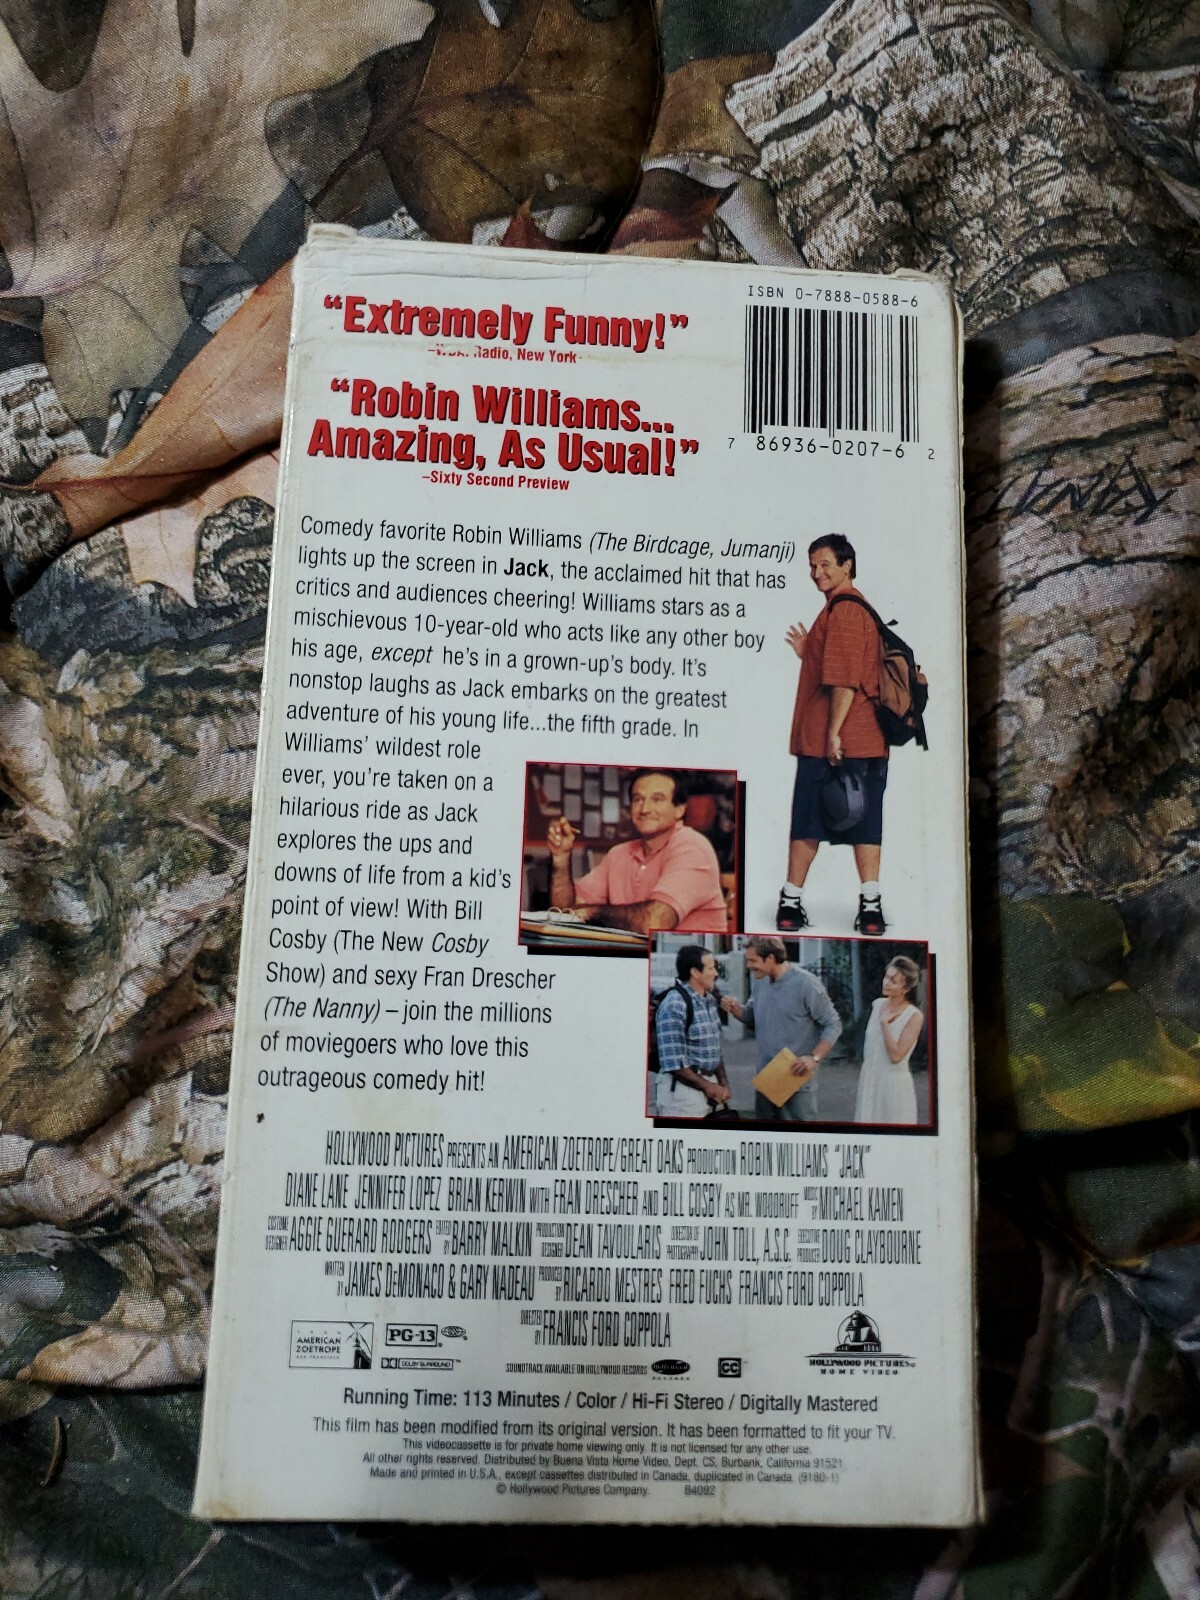 ISBN 0-7888-0588-6
"Extremely Funny!"
Radio, New York
7 86936-0207-6 2
"Robin Williams...
Amazing, As Usual!"
–Sixty Second Preview
Comedy favorite Robin Williams (The Birdcage, Jumanji)
lights up the screen in Jack, the acclaimed hit that has
critics and audiences cheering! Williams stars as a
mischievous 10-year-old who acts like any other boy
his age, except he's in a grown-up's body. It's
nonstop laughs as Jack embarks on the greatest
adventure of his young life...the fifth grade. In
Williams' wildest role
ever, you're taken on a
hilarious ride as Jack
explores the ups and
downs of life from a kid's
point of view! With Bill
Cosby (The New Cosby
Show) and sexy Fran Drescher
(The Nanny) – join the millions
of moviegoers who love this
outrageous comedy hit!
HOLLYWOOD PICTURES PRESENTS AN AMERICAN ZOETROPE/GREAT OAKS PRODUCTION ROBIN WILLIAMS "JACK"
DIANE LANE JENNIFER LOPEZ BRIAN KERWIN WITH FRAN DRESCHER AND BILL COSBY AS MR. WOODRUFF MUSIC BY MICHAEL KAMEN
COSTUME DESIGNER AGGIE GUERARD RODGERS EDITED BY BARRY MALKIN PRODUCTION DESIGNER DEAN TAVOULARIS DIRECTOR OF PHOTOGRAPHY JOHN TOLL, A.S.C. EXECUTIVE PRODUCER DOUG CLAYBOURNE
WRITTEN BY JAMES DEMONACO & GARY NADEAU PRODUCED BY RICARDO MESTRES FRED FUCHS FRANCIS FORD COPPOLA
DIRECTED BY FRANCIS FORD COPPOLA
AMERICAN
ZOETROPE
SAN FRANCISCO
PG-13
DOLBY SURROUND
SOUNDTRACK AVAILABLE ON HOLLYWOOD RECORDS
CC
HOLLYWOOD PICTURES
HOME VIDEO
Running Time: 113 Minutes / Color / Hi-Fi Stereo / Digitally Mastered
This film has been modified from its original version. It has been formatted to fit your TV.
This videocassette is for private home viewing only. It is not licensed for any other use.
All other rights reserved. Distributed by Buena Vista Home Video, Dept. CS, Burbank, California 91521
Made and printed in U.S.A., except cassettes distributed in Canada, duplicated in Canada. (9180-1)
© Hollywood Pictures Company. B4092